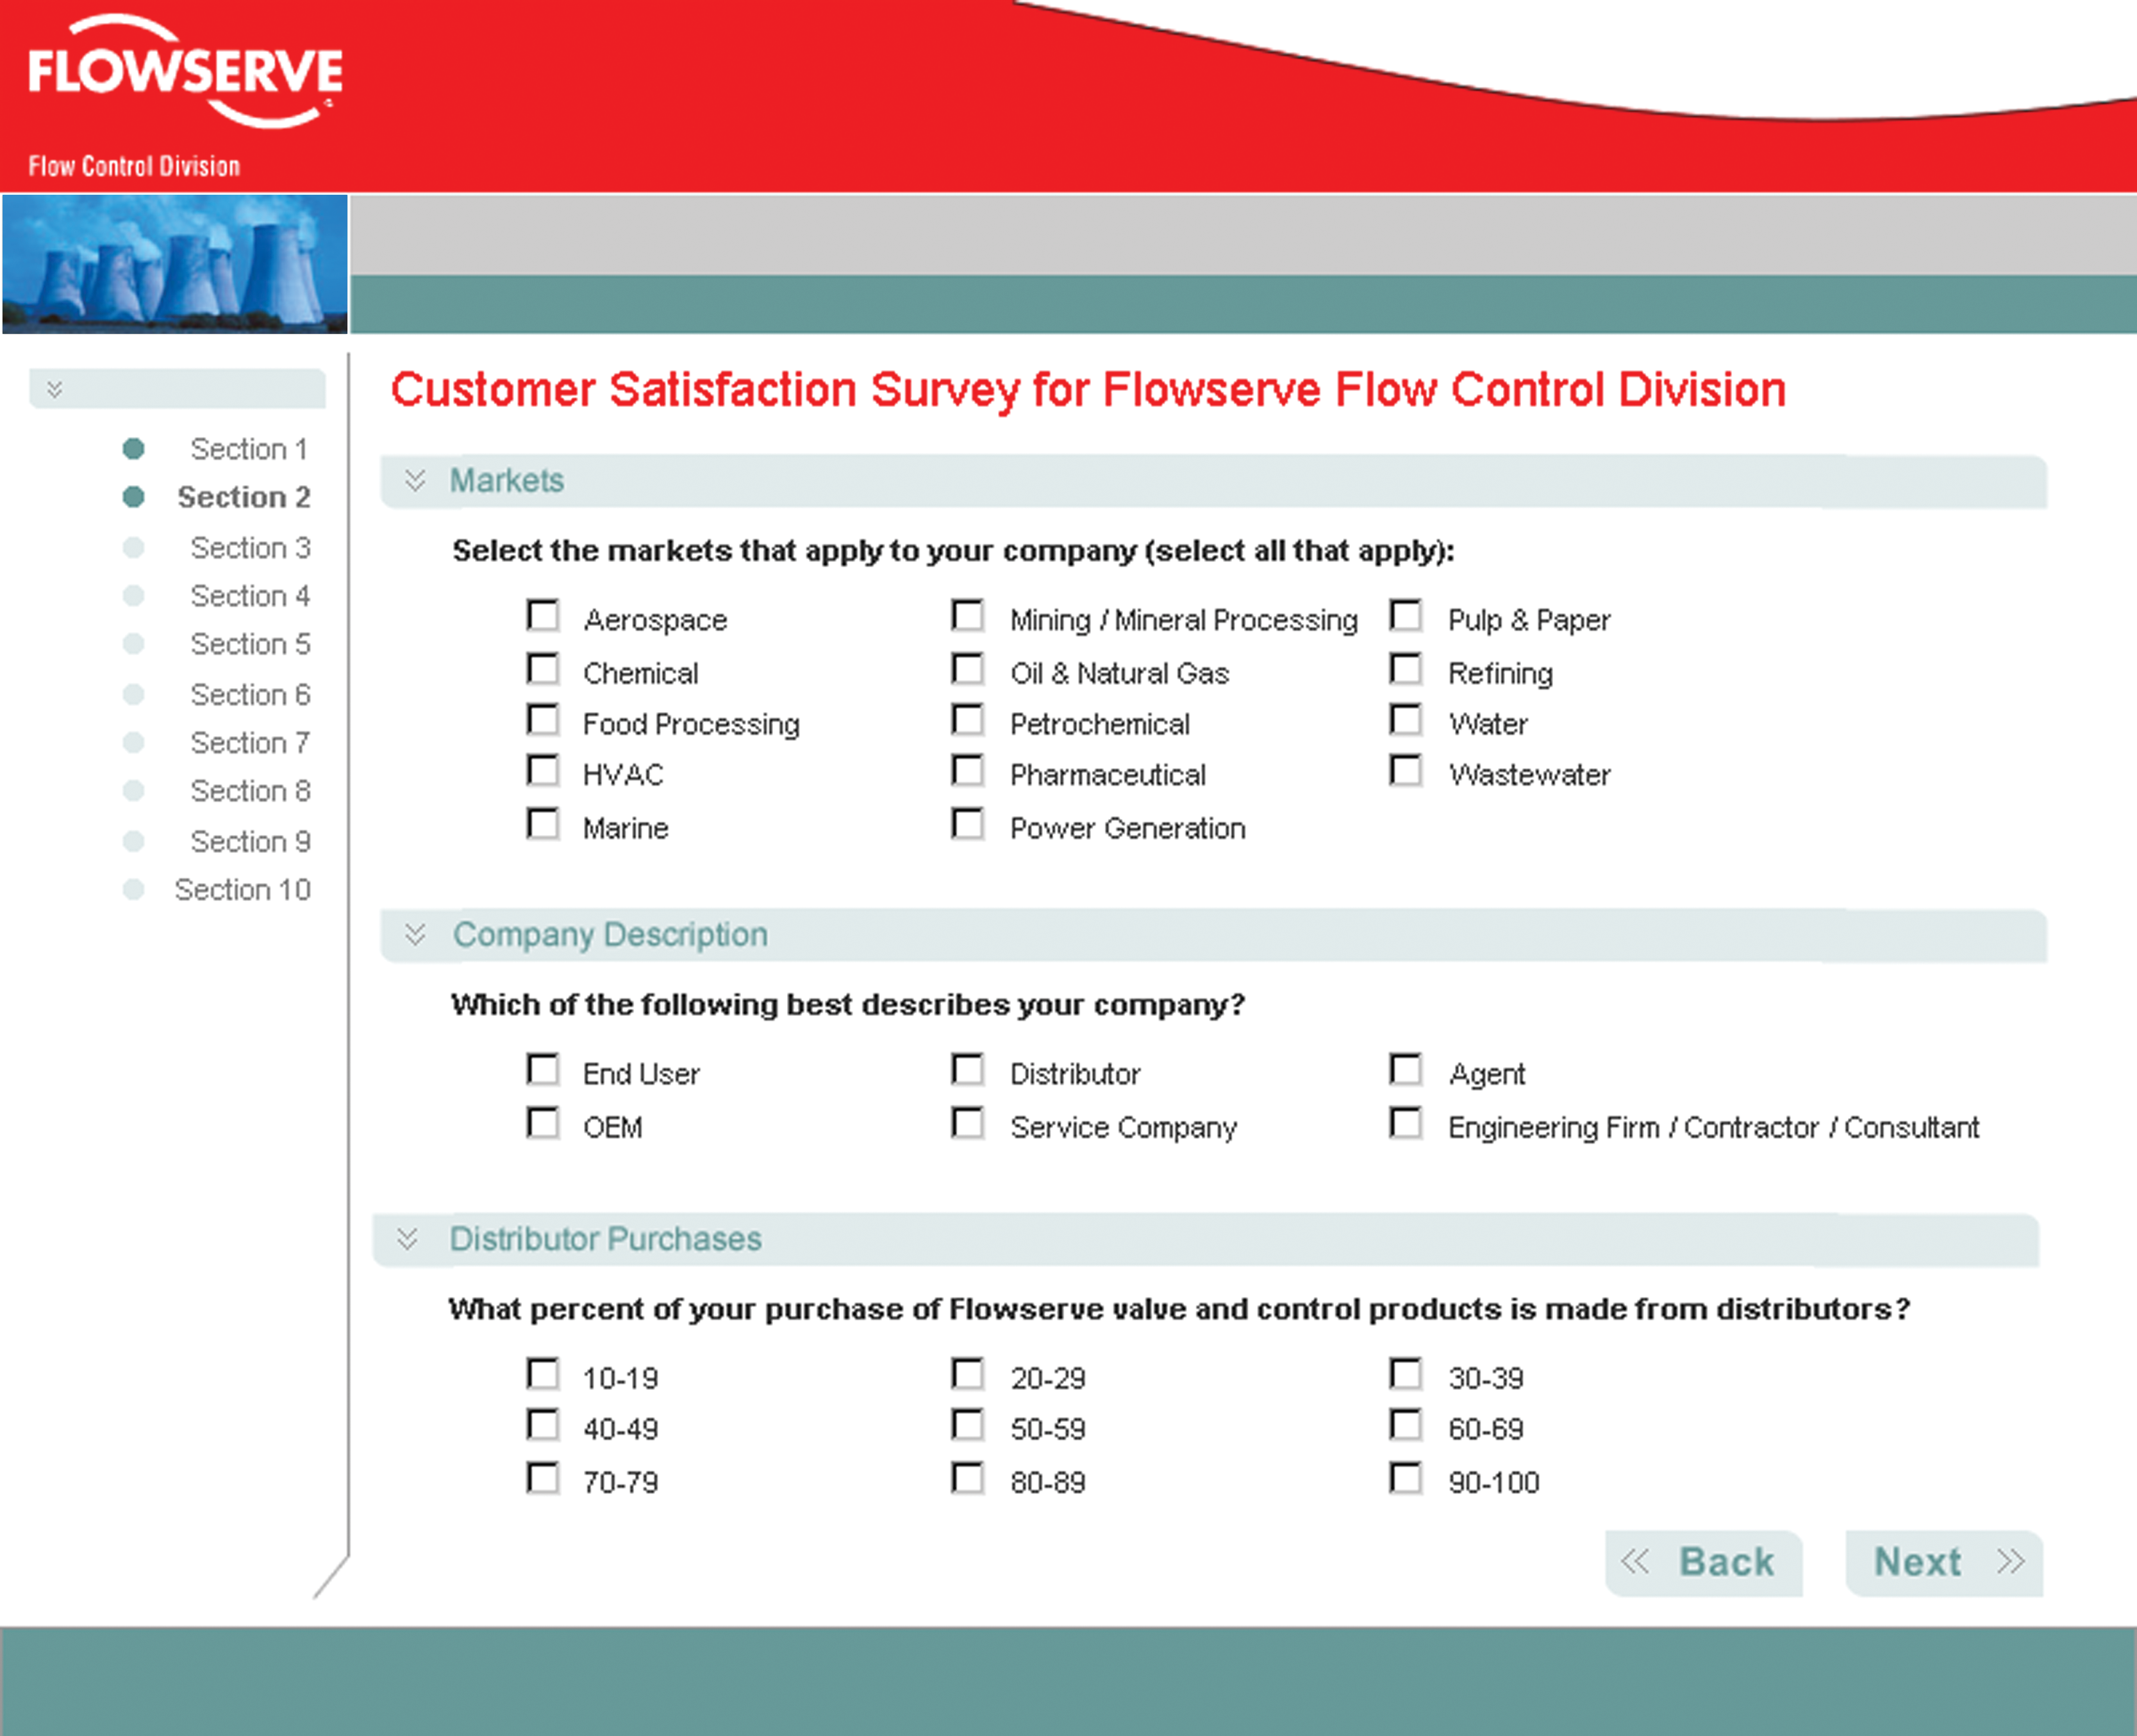 FLOWSERVE
Flow Control Division
Customer Satisfaction Survey for Flowserve Flow Control Division
Section 1
Section 2
Section 3
Section 4
Section 5
Section 6
Section 7
Section 8
Section 9
Section 10
Markets
Select the markets that apply to your company (select all that apply):
Aerospace Mining / Mineral Processing Pulp & Paper
Chemical Oil & Natural Gas Refining
Food Processing Petrochemical Water
HVAC Pharmaceutical Wastewater
Marine Power Generation
Company Description
Which of the following best describes your company?
End User Distributor Agent
OEM Service Company Engineering Firm / Contractor / Consultant
Distributor Purchases
What percent of your purchase of Flowserve valve and control products is made from distributors?
10-19 20-29 30-39
40-49 50-59 60-69
70-79 80-89 90-100
Back Next